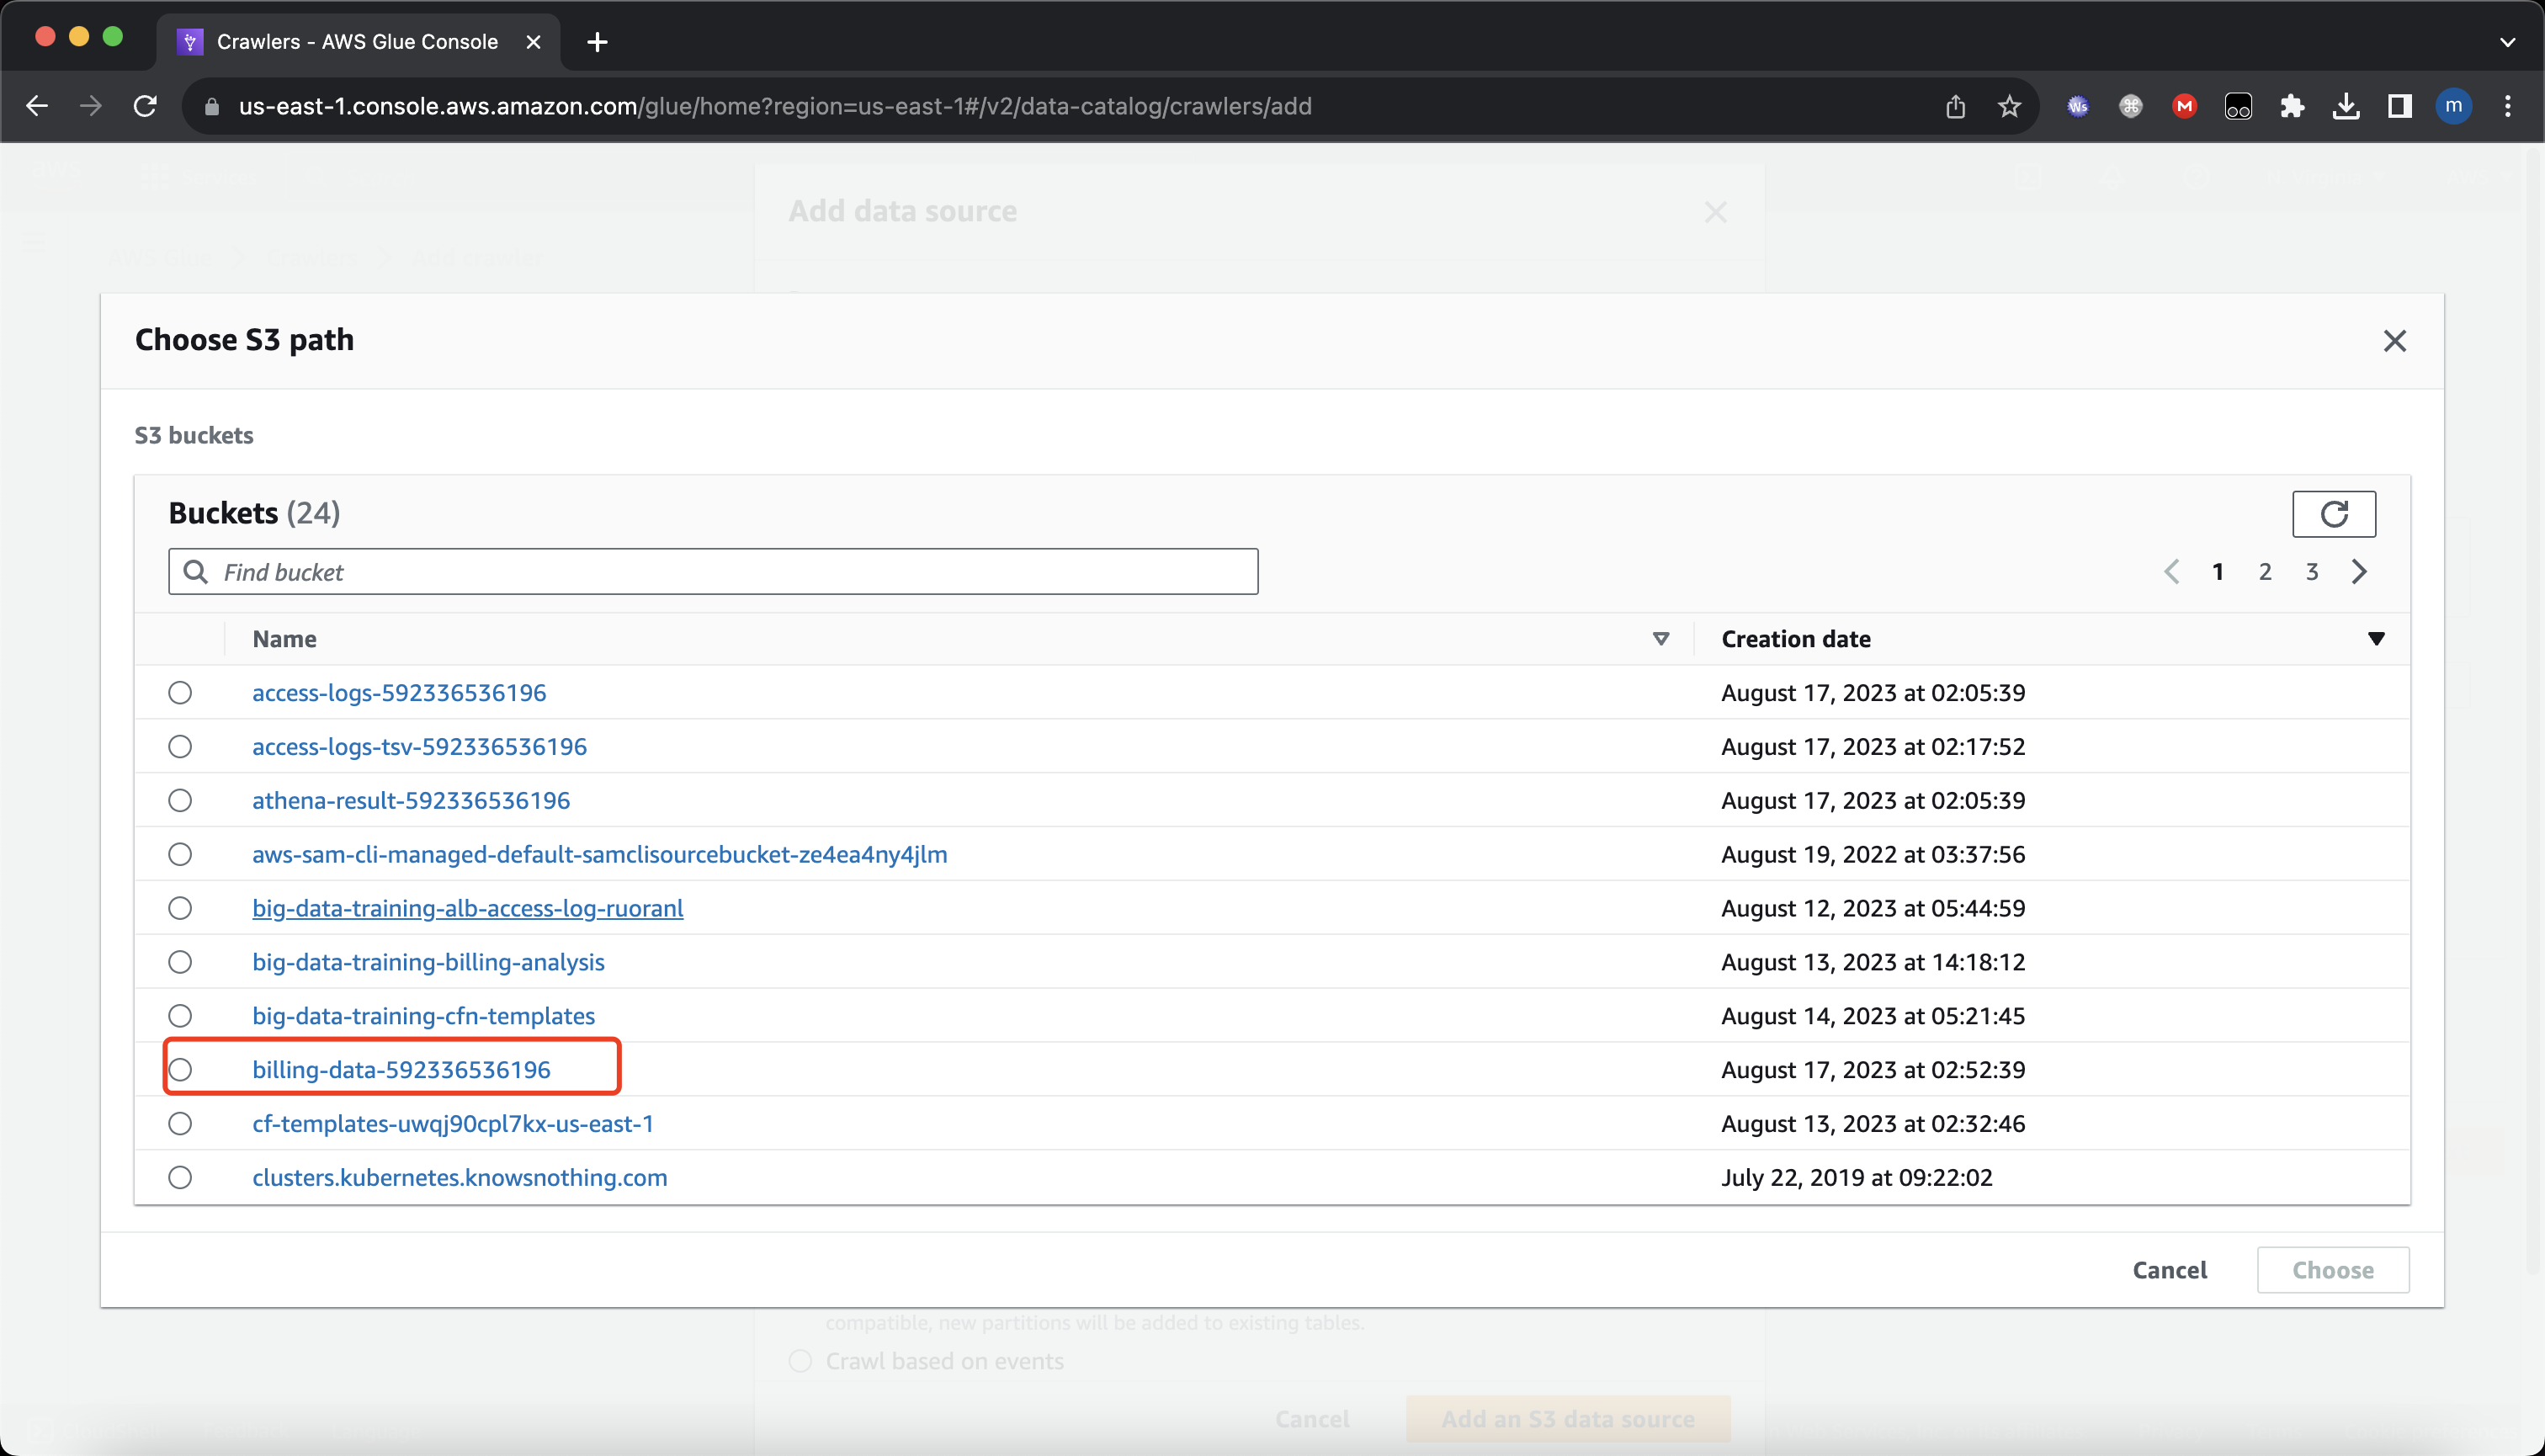 Crawlers - AWS Glue Console
us-east-1.console.aws.amazon.com/glue/home?region=us-east-1#/v2/data-catalog/crawlers/add
Ws
M
m
Add data source
AWS Glue
Crawlers
Add crawler
Choose S3 path
S3 buckets
Buckets (24)
Find bucket
1 2 3
Name Creation date
access-logs-592336536196 August 17, 2023 at 02:05:39
access-logs-tsv-592336536196 August 17, 2023 at 02:17:52
athena-result-592336536196 August 17, 2023 at 02:05:39
aws-sam-cli-managed-default-samclisourcebucket-ze4ea4ny4jlm August 19, 2022 at 03:37:56
big-data-training-alb-access-log-ruoranl August 12, 2023 at 05:44:59
big-data-training-billing-analysis August 13, 2023 at 14:18:12
big-data-training-cfn-templates August 14, 2023 at 05:21:45
billing-data-592336536196 August 17, 2023 at 02:52:39
cf-templates-uwqj90cpl7kx-us-east-1 August 13, 2023 at 02:32:46
clusters.kubernetes.knowsnothing.com July 22, 2019 at 09:22:02
Cancel Choose
compatible, new partitions will be added to existing tables.
Crawl based on events
Cancel Add an S3 data source